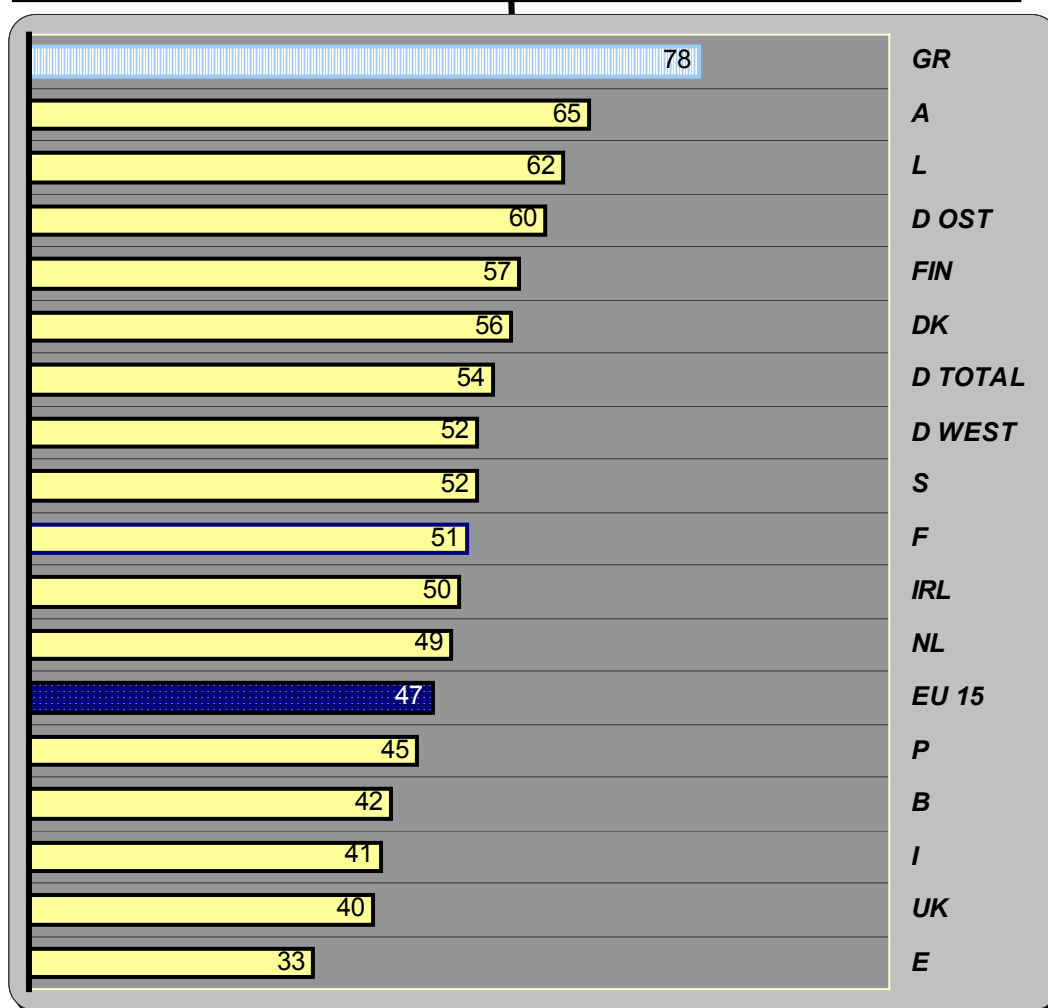 78 GR
65 A
62 L
60 D OST
57 FIN
56 DK
54 D TOTAL
52 D WEST
52 S
51 F
50 IRL
49 NL
47 EU 15
45 P
42 B
41 I
40 UK
33 E